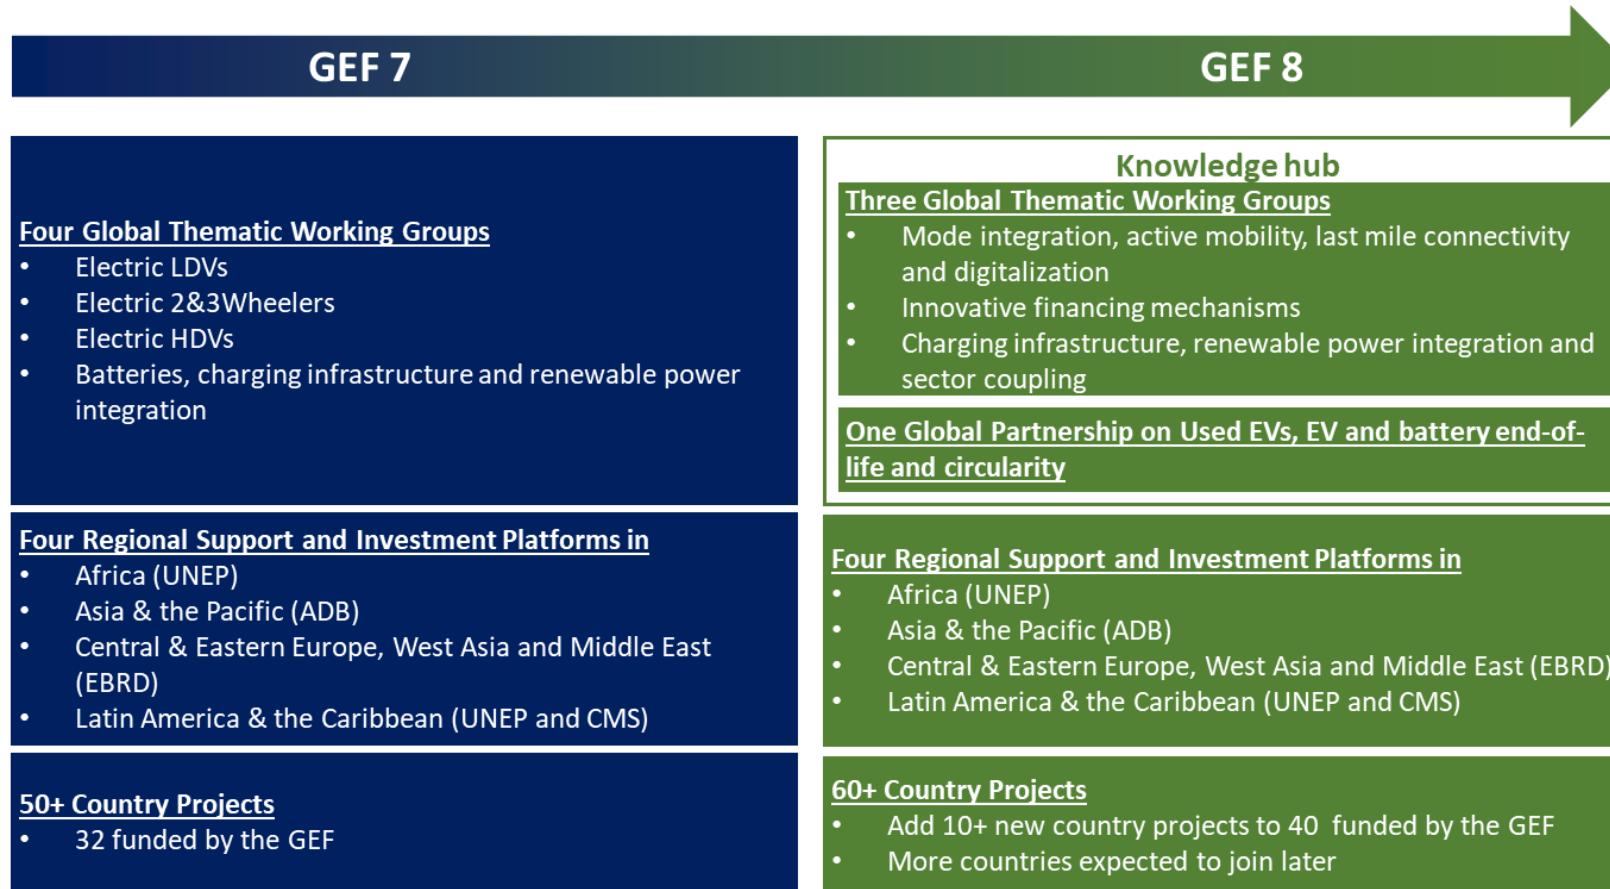 GEF 7
GEF 8
Four Global Thematic Working Groups
• Electric LDVs
• Electric 2&3Wheelers
• Electric HDVs
• Batteries, charging infrastructure and renewable power
integration
Four Regional Support and Investment Platforms in
• Africa (UNEP)
• Asia & the Pacific (ADB)
• Central & Eastern Europe, West Asia and Middle East
(EBRD)
• Latin America & the Caribbean (UNEP and CMS)
50+ Country Projects
• 32 funded by the GEF
Knowledge hub
Three Global Thematic Working Groups
• Mode integration, active mobility, last mile connectivity
and digitalization
• Innovative financing mechanisms
• Charging infrastructure, renewable power integration and
sector coupling
One Global Partnership on Used EVs, EV and battery end-of-
life and circularity
Four Regional Support and Investment Platforms in
• Africa (UNEP)
• Asia & the Pacific (ADB)
• Central & Eastern Europe, West Asia and Middle East (EBRD)
• Latin America & the Caribbean (UNEP and CMS)
60+ Country Projects
• Add 10+ new country projects to 40 funded by the GEF
• More countries expected to join later